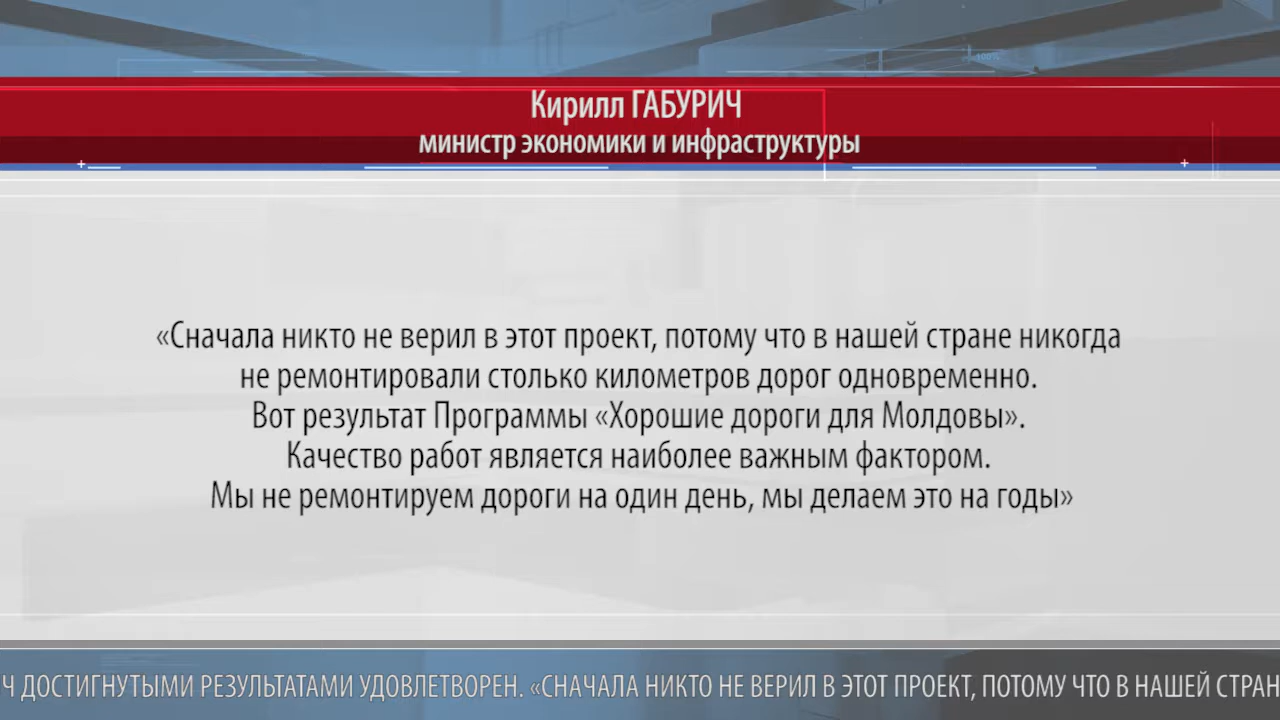 Кирилл ГАБУРИЧ
министр экономики и инфраструктуры
«Сначала никто не верил в этот проект, потому что в нашей стране никогда
не ремонтировали столько километров дорог одновременно.
Вот результат Программы «Хорошие дороги для Молдовы».
Качество работ является наиболее важным фактором.
Мы не ремонтируем дороги на один день, мы делаем это на годы»
Ч ДОСТИГНУТЫМИ РЕЗУЛЬТАТАМИ УДОВЛЕТВОРЕН. «СНАЧАЛА НИКТО НЕ ВЕРИЛ В ЭТОТ ПРОЕКТ, ПОТОМУ ЧТО В НАШЕЙ СТРАН